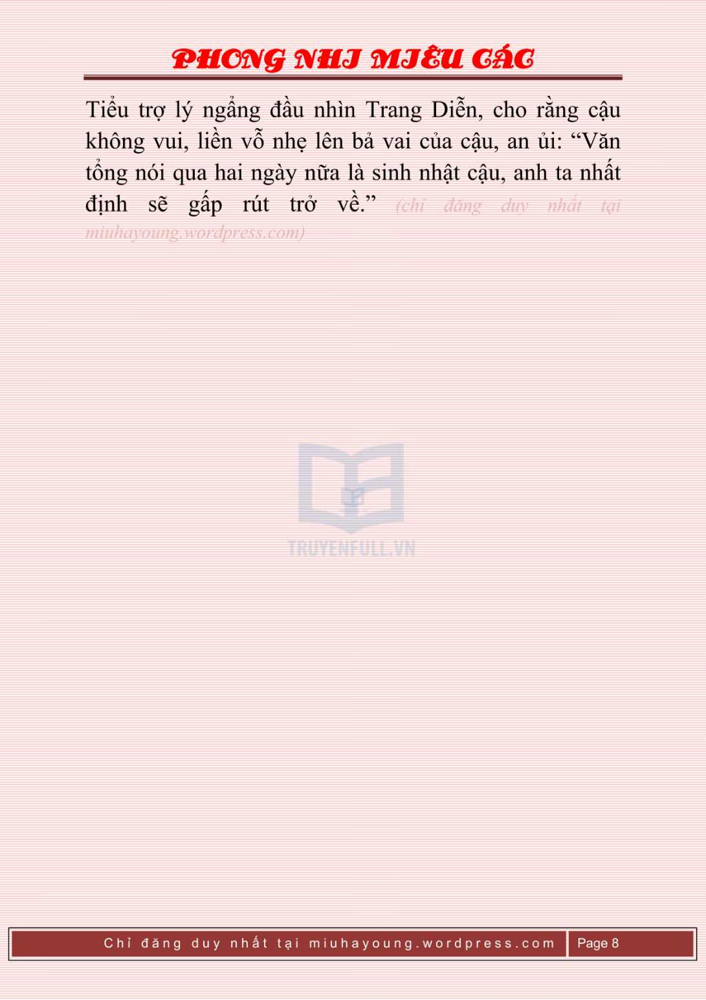 PHONG NHI MIÊU CÁC
Tiểu trợ lý ngẩng đầu nhìn Trang Diễn, cho rằng cậu
không vui, liền vỗ nhẹ lên bả vai của cậu, an ủi: “Văn
tổng nói qua hai ngày nữa là sinh nhật cậu, anh ta nhất
định sẽ gấp rút trở về.” (chỉ đăng duy nhất tại
miuhayoung.wordpress.com)
TRUYENFULL.VN
Chỉ đăng duy nhất tại miuhayoung.wordpress.com Page 8